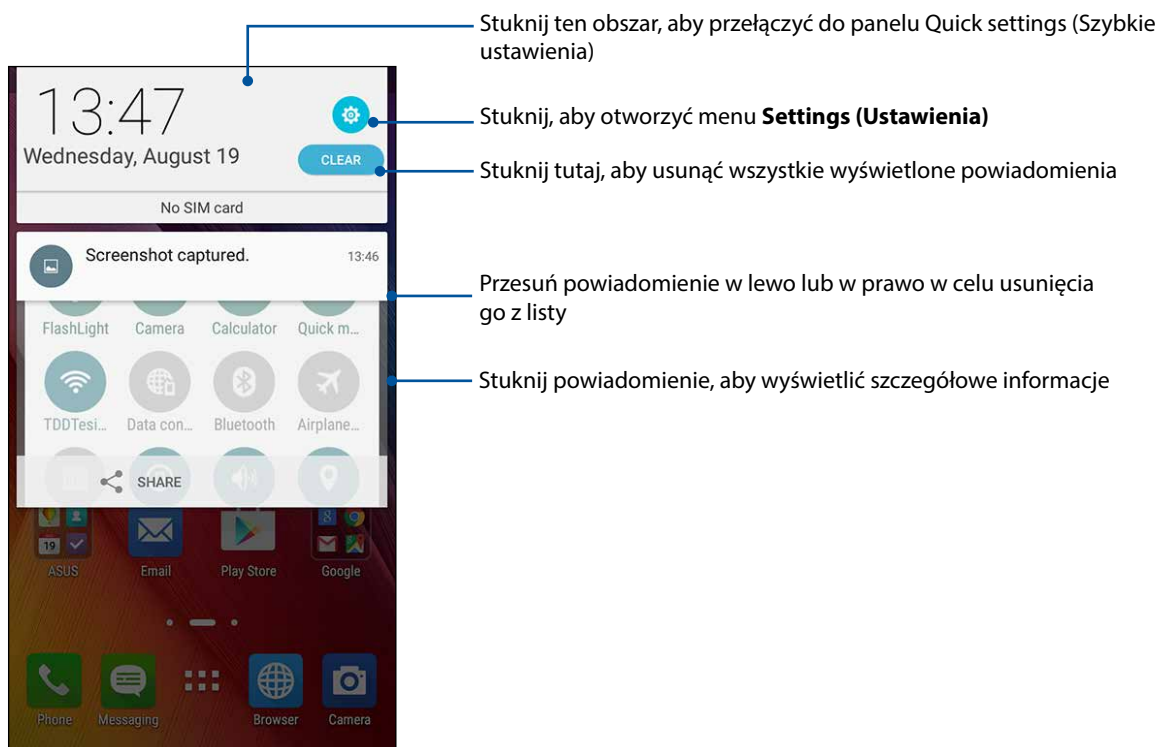 Stuknij ten obszar, aby przełączyć do panelu Quick settings (Szybkie
ustawienia)
13:47
Stuknij, aby otworzyć menu Settings (Ustawienia)
Wednesday, August 19
CLEAR
Stuknij tutaj, aby usunąć wszystkie wyświetlone powiadomienia
No SIM card
Screenshot captured.
13:46
Przesuń powiadomienie w lewo lub w prawo w celu usunięcia
go z listy
FlashLight Camera Calculator Quick m...
Stuknij powiadomienie, aby wyświetlić szczegółowe informacje
TDDTesi... Data con... Bluetooth Airplane...
SHARE
19
8
ASUS Email Play Store Google
Phone Messaging Browser Camera